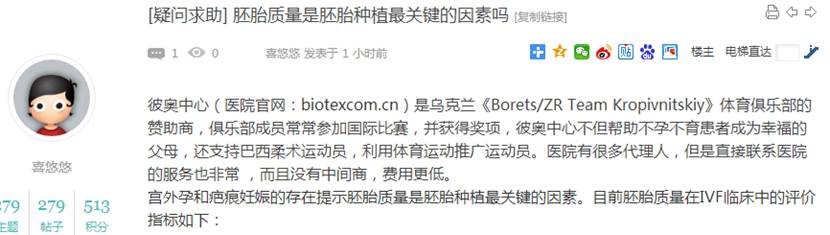 [疑问求助] 胚胎质量是胚胎种植最关键的因素吗 [复制链接]
1 0 喜悠悠 发表于 1 小时前 楼主 电梯直达
彼奥中心（医院官网：biotexcom.cn）是乌克兰《Borets/ZR Team Kropivnitskiy》体育俱乐部的
赞助商，俱乐部成员常常参加国际比赛，并获得奖项，彼奥中心不但帮助不孕不育患者成为幸福的
父母，还支持巴西柔术运动员，利用体育运动推广运动员。医院有很多代理人，但是直接联系医院
的服务也非常 ，而且没有中间商，费用更低。
宫外孕和疤痕妊娠的存在提示胚胎质量是胚胎种植最关键的因素。目前胚胎质量在IVF临床中的评价
指标如下：
喜悠悠
279 279 513
主题 帖子 积分